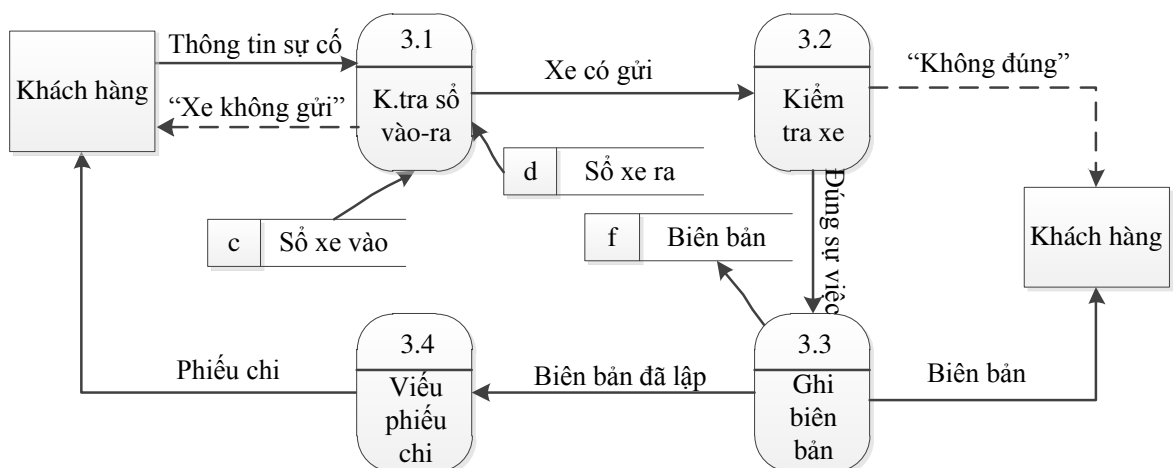 Khách hàng
Thông tin sự cố
“Xe không gửi”
3.1
K.tra sổ
vào-ra
Xe có gửi
3.2
Kiểm
tra xe
“Không đúng”
d
Sổ xe ra
c
Sổ xe vào
f
Biên bản
Đúng sự việc
Khách hàng
Phiếu chi
3.4
Viếu
phiếu
chi
Biên bản đã lập
3.3
Ghi
biên
bản
Biên bản